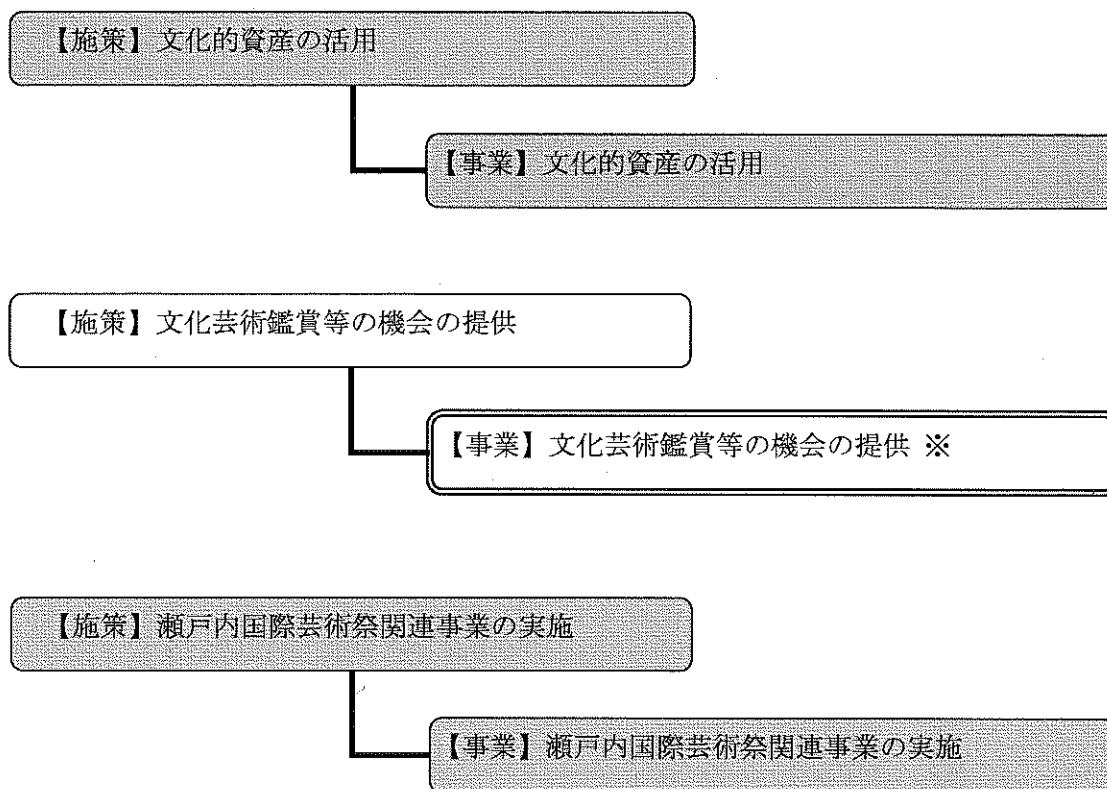 【施策】文化的資産の活用
【事業】文化的資産の活用
【施策】文化芸術鑑賞等の機会の提供
【事業】文化芸術鑑賞等の機会の提供 ※
【施策】瀬戸内国際芸術祭関連事業の実施
【事業】瀬戸内国際芸術祭関連事業の実施